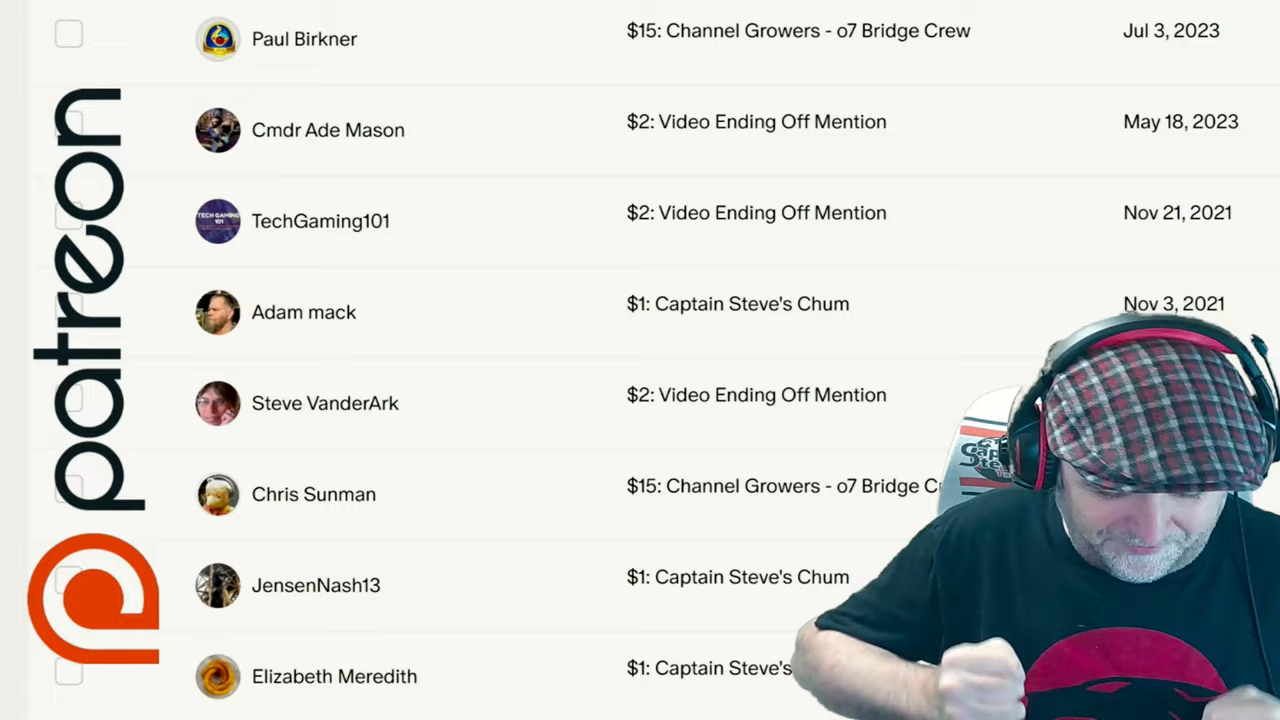 Paul Birkner $15: Channel Growers - o7 Bridge Crew Jul 3, 2023
Cmdr Ade Mason $2: Video Ending Off Mention May 18, 2023
TECH GAMING
101
TechGaming101 $2: Video Ending Off Mention Nov 21, 2021
Adam mack $1: Captain Steve's Chum Nov 3, 2021
Steve VanderArk $2: Video Ending Off Mention
Chris Sunman $15: Channel Growers - o7 Bridge
JensenNash13 $1: Captain Steve's Chum
Elizabeth Meredith $1: Captain Steve's
patreon